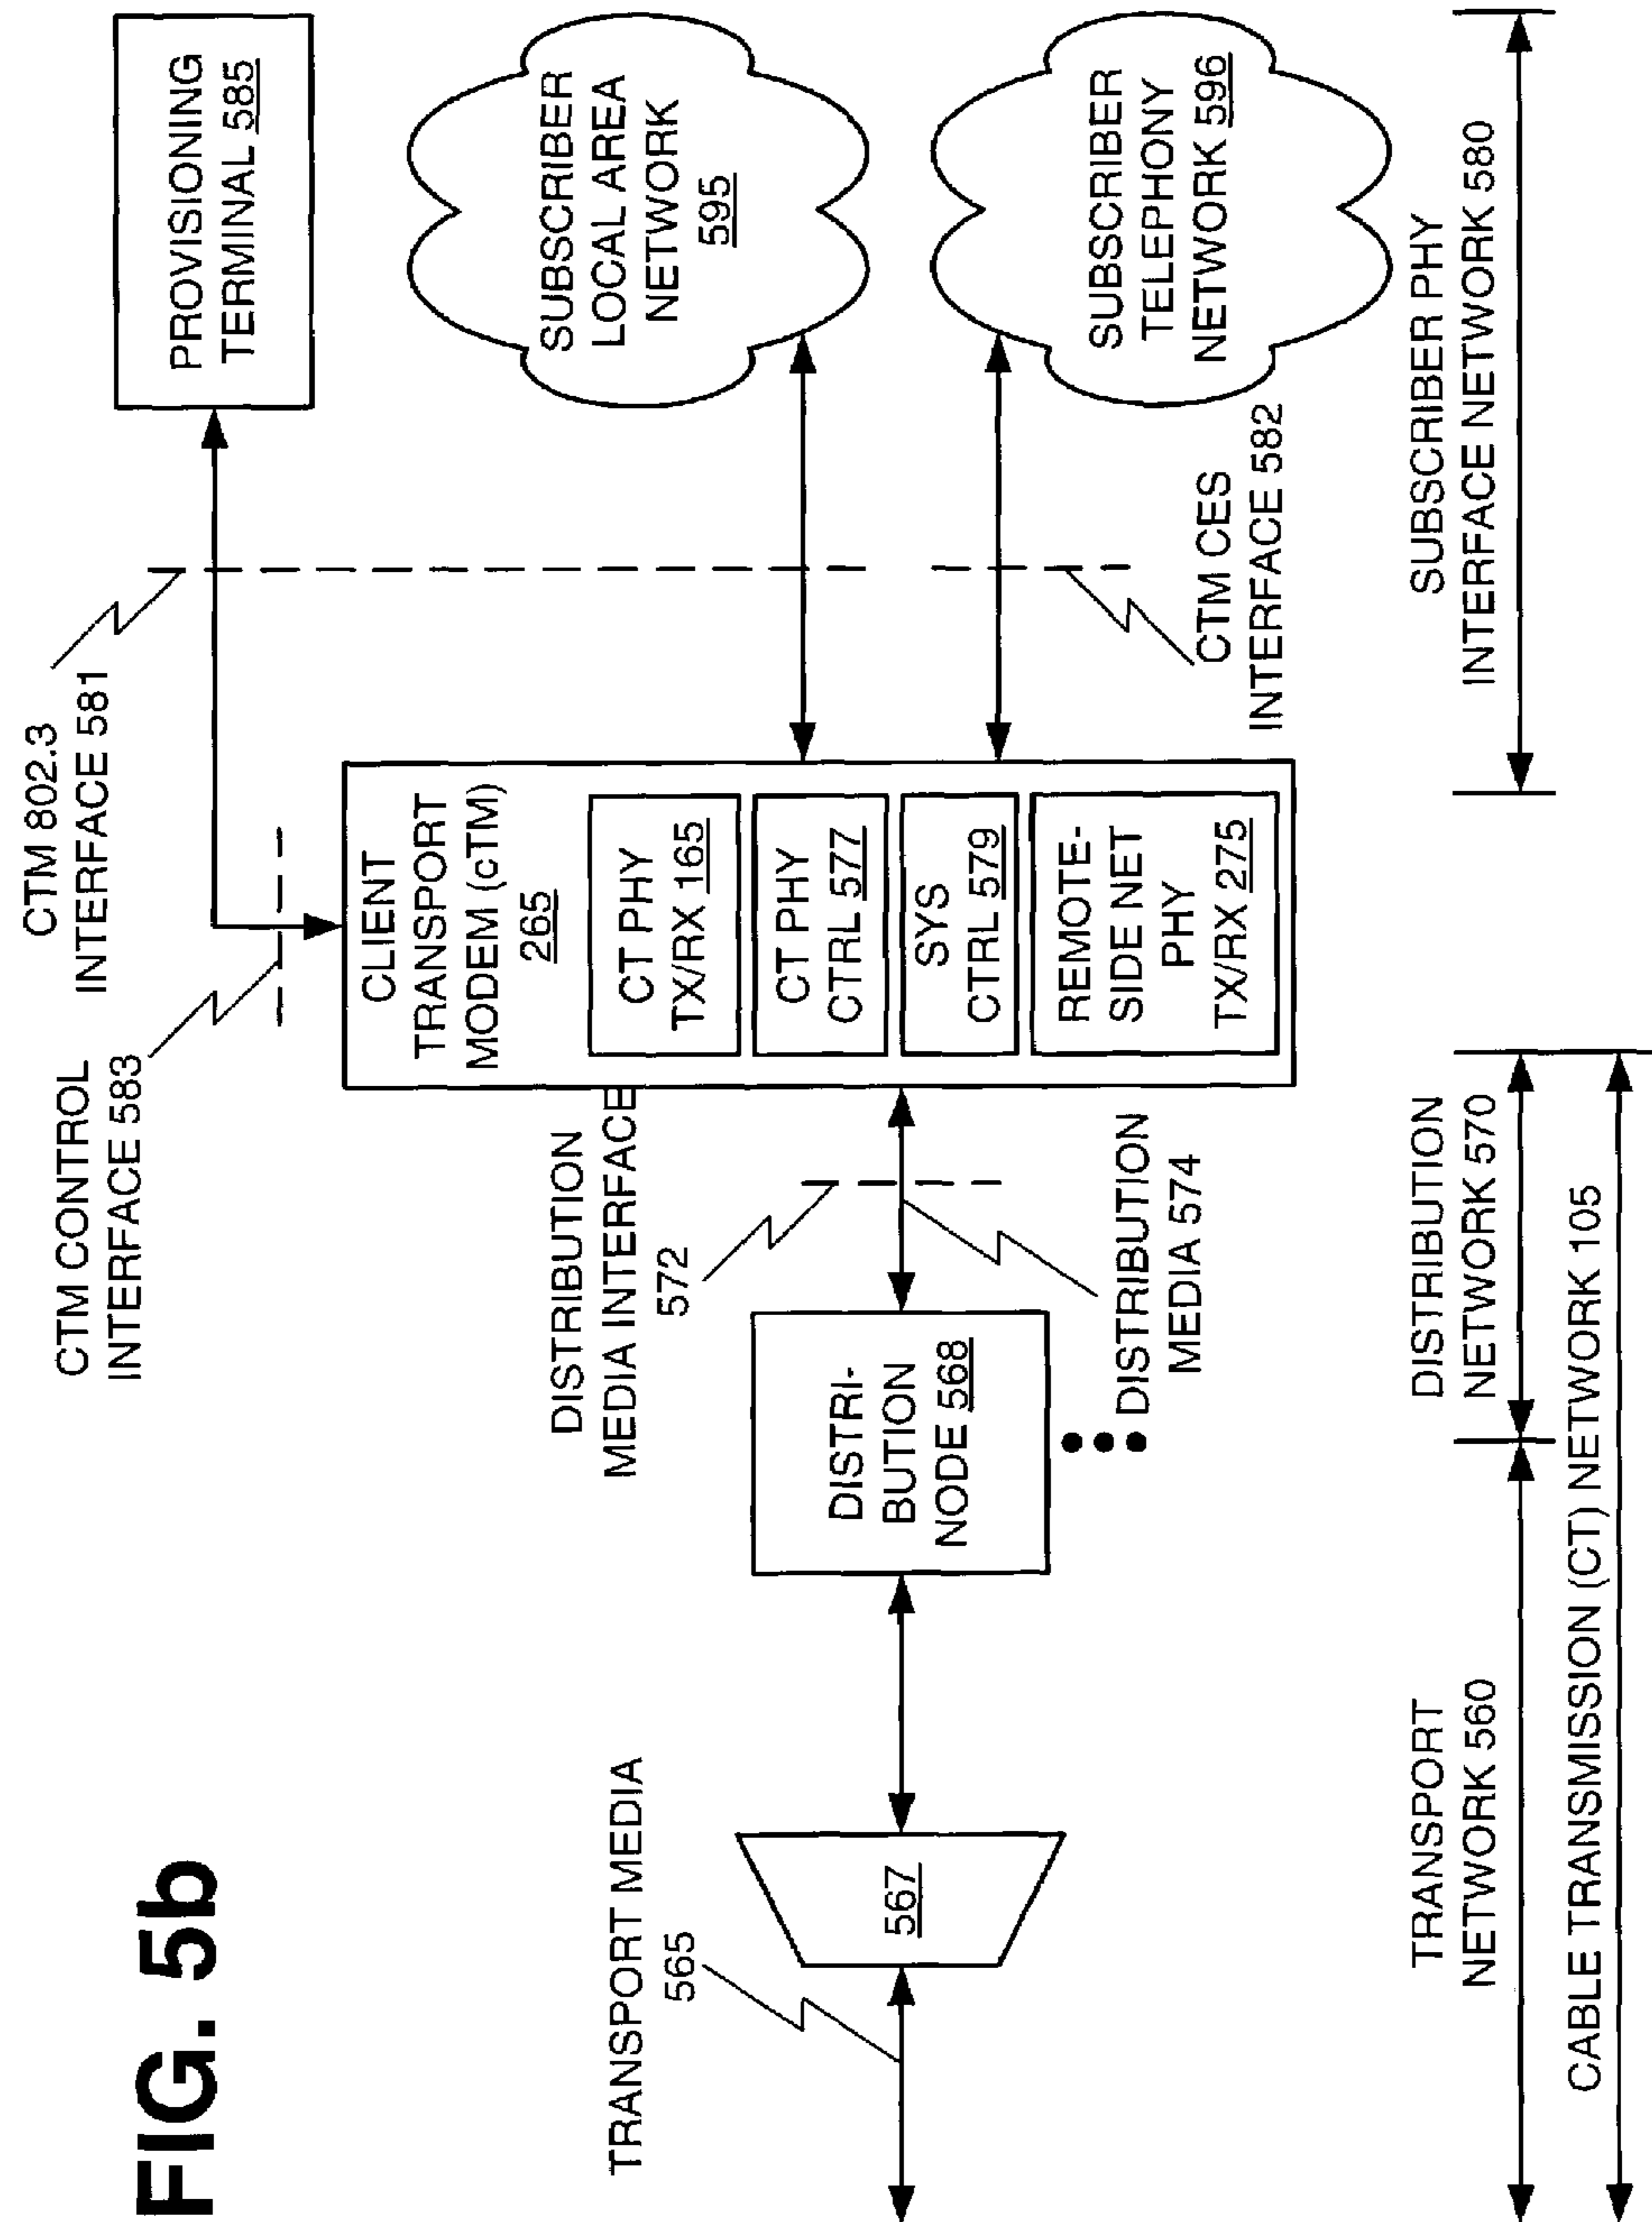 FIG. 5b
CTM CONTROL
INTERFACE 583
CTM 802.3
INTERFACE 581
PROVISIONING
TERMINAL 585
TRANSPORT MEDIA
565
567
DISTRI-
BUTION
NODE 568
DISTRIBUTION
MEDIA INTERFACE
572
DISTRIBUTION
MEDIA 574
CLIENT
TRANSPORT
MODEM (cTM)
265
CT PHY
TX/RX 165
CT PHY
CTRL 577
SYS
CTRL 579
REMOTE-
SIDE NET
PHY
TX/RX 275
SUBSCRIBER
LOCAL AREA
NETWORK
595
SUBSCRIBER
TELEPHONY
NETWORK 596
CTM CES
INTERFACE 582
TRANSPORT
NETWORK 560
DISTRIBUTION
NETWORK 570
SUBSCRIBER PHY
INTERFACE NETWORK 580
CABLE TRANSMISSION (CT) NETWORK 105